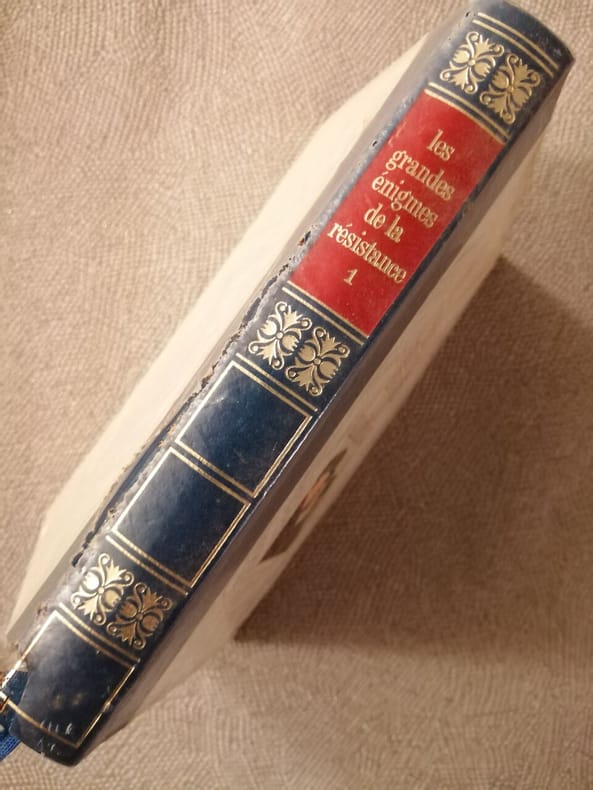 les
grandes
énigmes
de la
résistance
1